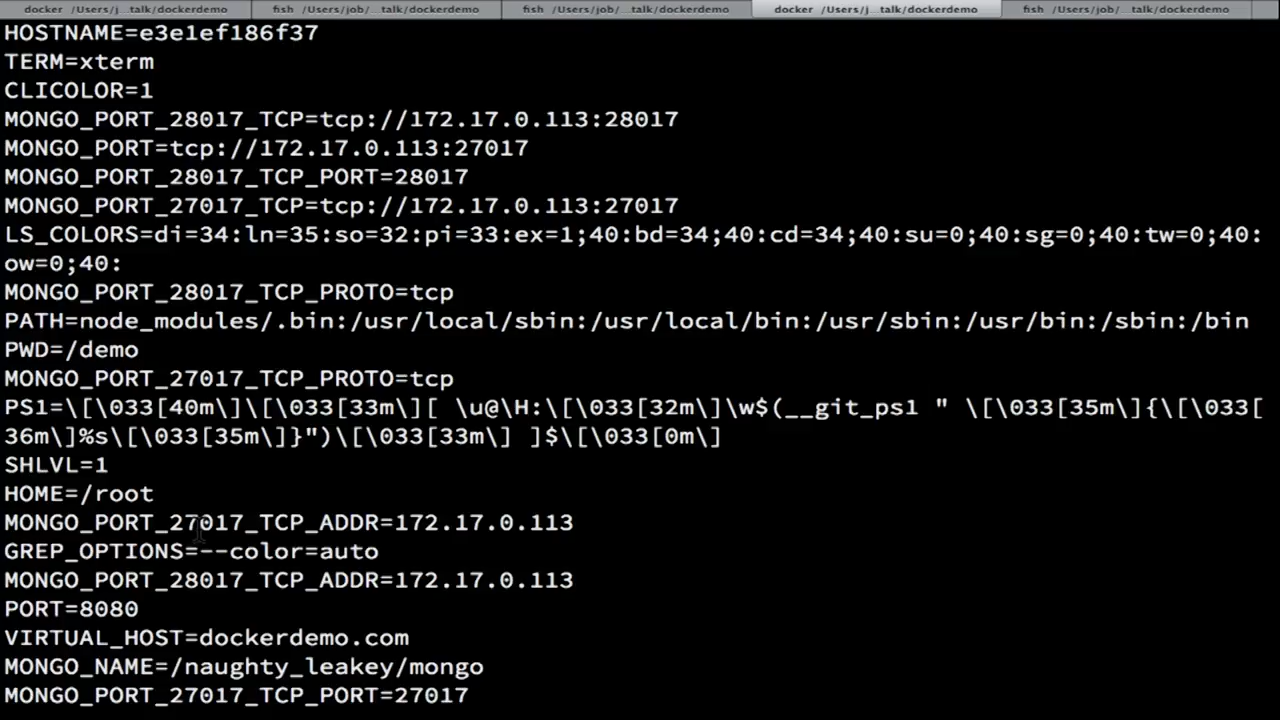 docker /Users/j...talk/dockerdemo fish /Users/job/...talk/dockerdemo fish /Users/job/...talk/dockerdemo docker /Users/j...talk/dockerdemo fish /Users/job/...talk/dockerdemo
HOSTNAME=e3e1ef186f37
TERM=xterm
CLICOLOR=1
MONGO_PORT_28017_TCP=tcp://172.17.0.113:28017
MONGO_PORT=tcp://172.17.0.113:27017
MONGO_PORT_28017_TCP_PORT=28017
MONGO_PORT_27017_TCP=tcp://172.17.0.113:27017
LS_COLORS=di=34:ln=35:so=32:pi=33:ex=1;40:bd=34;40:cd=34;40:su=0;40:sg=0;40:tw=0;40:
ow=0;40:
MONGO_PORT_28017_TCP_PROTO=tcp
PATH=node_modules/.bin:/usr/local/sbin:/usr/local/bin:/usr/sbin:/usr/bin:/sbin:/bin
PWD=/demo
MONGO_PORT_27017_TCP_PROTO=tcp
PS1=\[\033[40m\]\[\033[33m\][ \u@\H:\[\033[32m\]\w$(__git_ps1 " \[\033[35m\]{\[\033[
36m\]%s\[\033[35m\]}")\[\033[33m\] ]$\[\033[0m\]
SHLVL=1
HOME=/root
MONGO_PORT_27017_TCP_ADDR=172.17.0.113
GREP_OPTIONS=--color=auto
MONGO_PORT_28017_TCP_ADDR=172.17.0.113
PORT=8080
VIRTUAL_HOST=dockerdemo.com
MONGO_NAME=/naughty_leakey/mongo
MONGO_PORT_27017_TCP_PORT=27017